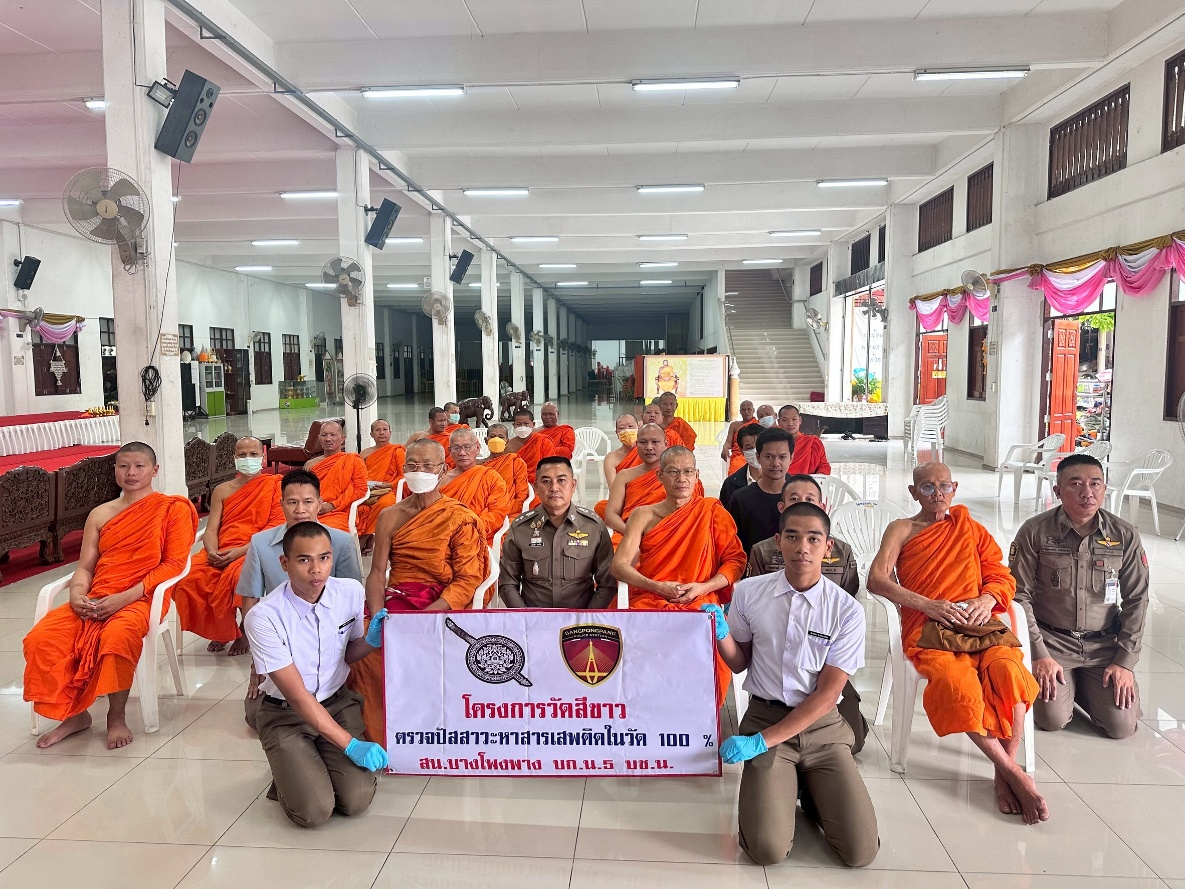 BANGPONGPANG
POLICE STATION
โครงการวัดสีขาว
ตรวจปัสสาวะหาสารเสพติดในวัด 100 %
สน.บางโพงพาง บก.น.5 บช.น.